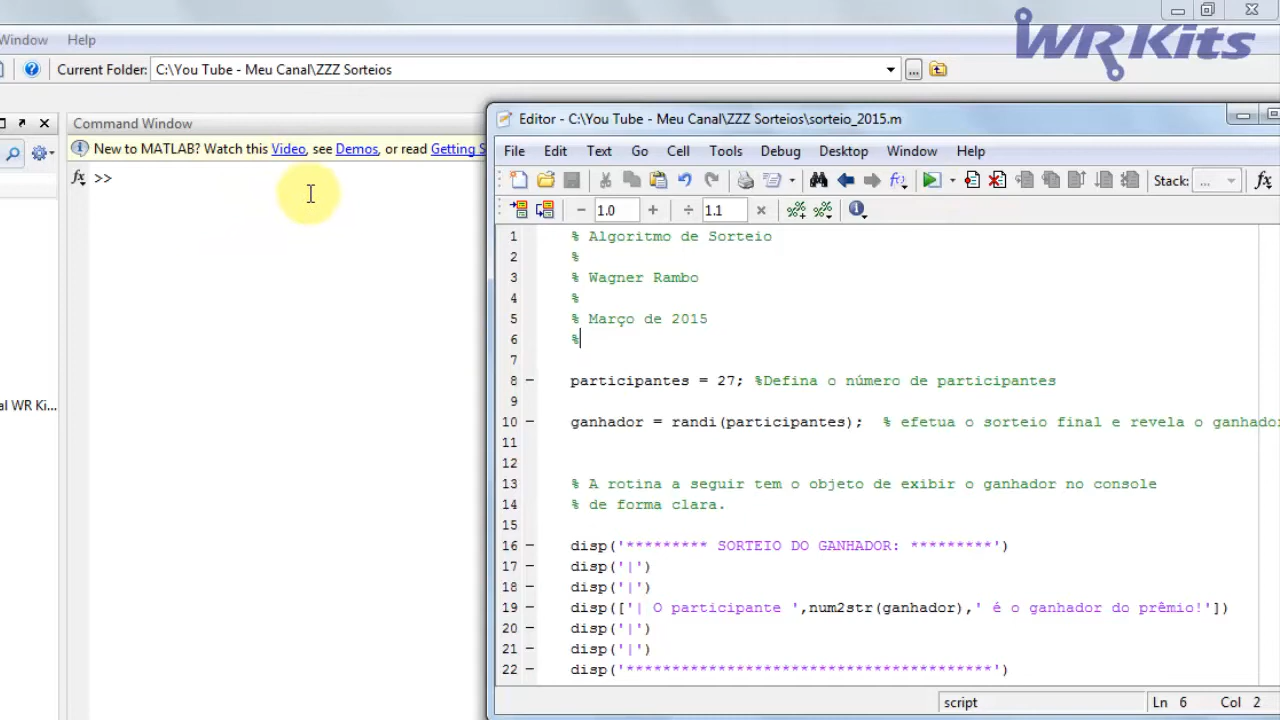 WR Kits
Window Help
Current Folder: C:\You Tube - Meu Canal\ZZZ Sorteios ...
Command Window
New to MATLAB? Watch this Video, see Demos, or read Getting S
fx >>
al WR Ki...
Editor - C:\You Tube - Meu Canal\ZZZ Sorteios\sorteio_2015.m
File Edit Text Go Cell Tools Debug Desktop Window Help
Stack: ... fx
− 1.0 + ÷ 1.1 ×
1 % Algoritmo de Sorteio
2 %
3 % Wagner Rambo
4 %
5 % Março de 2015
6 %
7
8 − participantes = 27; %Defina o número de participantes
9
10 − ganhador = randi(participantes); % efetua o sorteio final e revela o ganhador
11
12
13 % A rotina a seguir tem o objeto de exibir o ganhador no console
14 % de forma clara.
15
16 − disp('********* SORTEIO DO GANHADOR: *********')
17 − disp('|')
18 − disp('|')
19 − disp(['| O participante ',num2str(ganhador),' é o ganhador do prêmio!'])
20 − disp('|')
21 − disp('|')
22 − disp('****************************************')
script Ln 6 Col 2